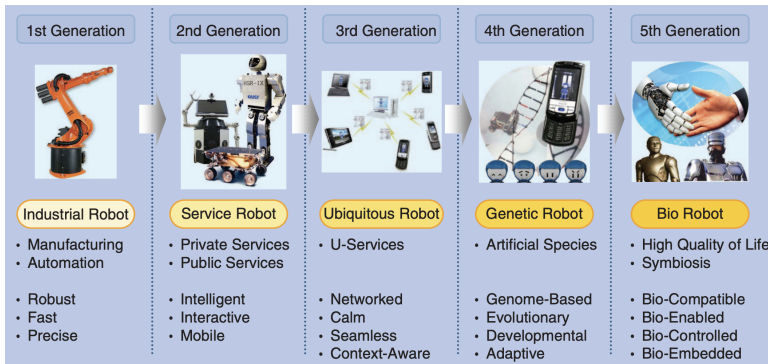 1st Generation
2nd Generation
3rd Generation
4th Generation
5th Generation
Industrial Robot
• Manufacturing
• Automation
• Robust
• Fast
• Precise
Service Robot
• Private Services
• Public Services
• Intelligent
• Interactive
• Mobile
Ubiquitous Robot
• U-Services
• Networked
• Calm
• Seamless
• Context-Aware
Genetic Robot
• Artificial Species
• Genome-Based
• Evolutionary
• Developmental
• Adaptive
Bio Robot
• High Quality of Life
• Symbiosis
• Bio-Compatible
• Bio-Enabled
• Bio-Controlled
• Bio-Embedded